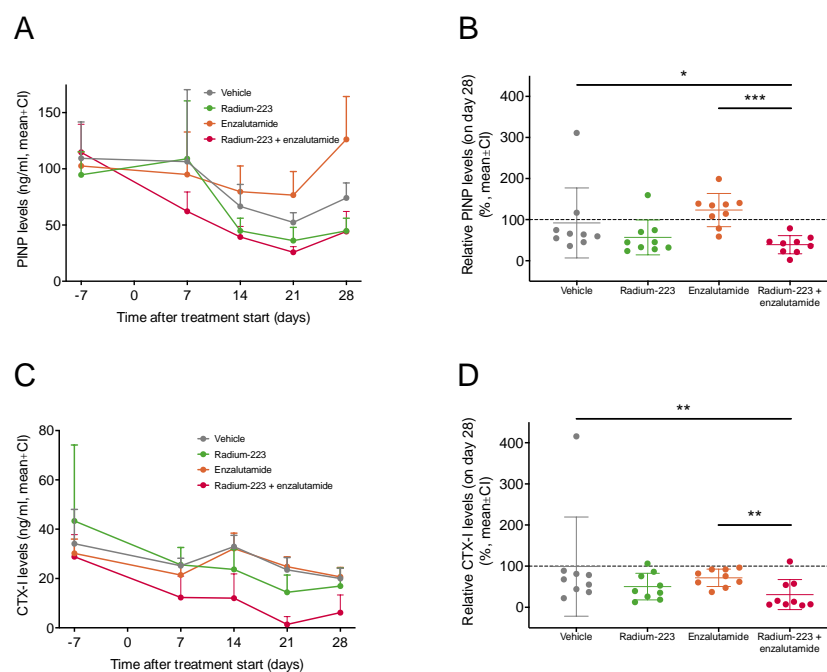 A
PINP levels (ng/ml, mean+CI)
150
100
50
0
-7 0 7 14 21 28
Time after treatment start (days)
Vehicle
Radium-223
Enzalutamide
Radium-223 + enzalutamide
B
Relative PINP levels (on day 28)
(%, mean±CI)
400
300
200
100
0
*
***
Vehicle Radium-223 Enzalutamide Radium-223 +
enzalutamide
C
CTX-I levels (ng/ml, mean+CI)
80
60
40
20
0
-7 0 7 14 21 28
Time after treatment start (days)
Vehicle
Radium-223
Enzalutamide
Radium-223 + enzalutamide
D
Relative CTX-I levels (on day 28)
(%, mean±CI)
400
300
200
100
0
**
**
Vehicle Radium-223 Enzalutamide Radium-223 +
enzalutamide